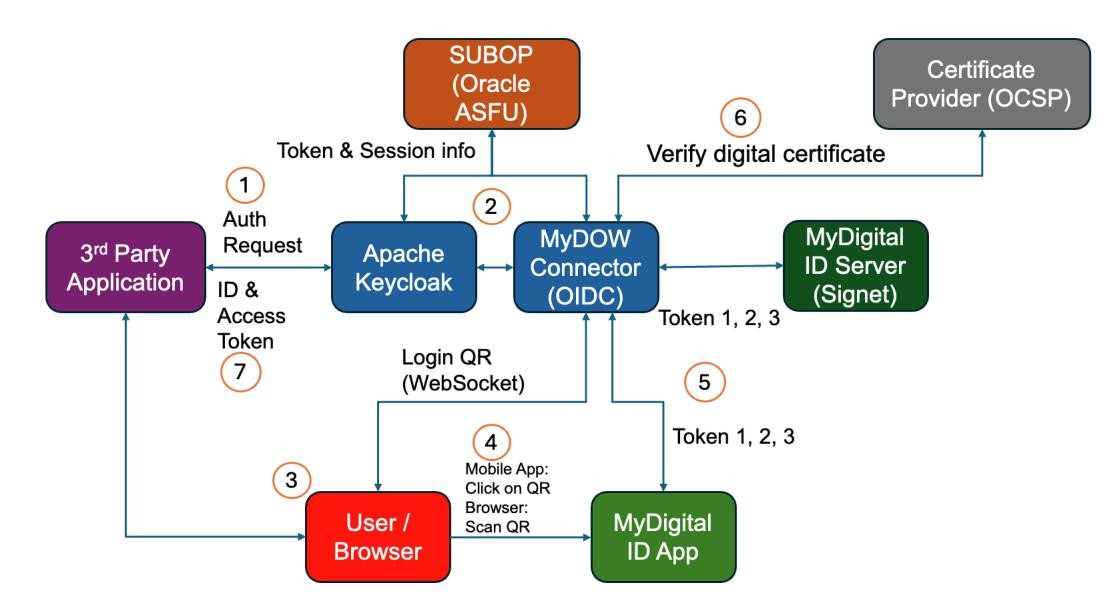 SUBOP
(Oracle
ASFU)
Certificate
Provider (OCSP)
6
Verify digital certificate
Token & Session info
1
Auth
Request
2
3rd Party
Application
Apache
Keycloak
MyDOW
Connector
(OIDC)
MyDigital
ID Server
(Signet)
ID &
Access
Token
7
Token 1, 2, 3
Login QR
(WebSocket)
5
Token 1, 2, 3
4
Mobile App:
Click on QR
Browser:
Scan QR
3
User /
Browser
MyDigital
ID App